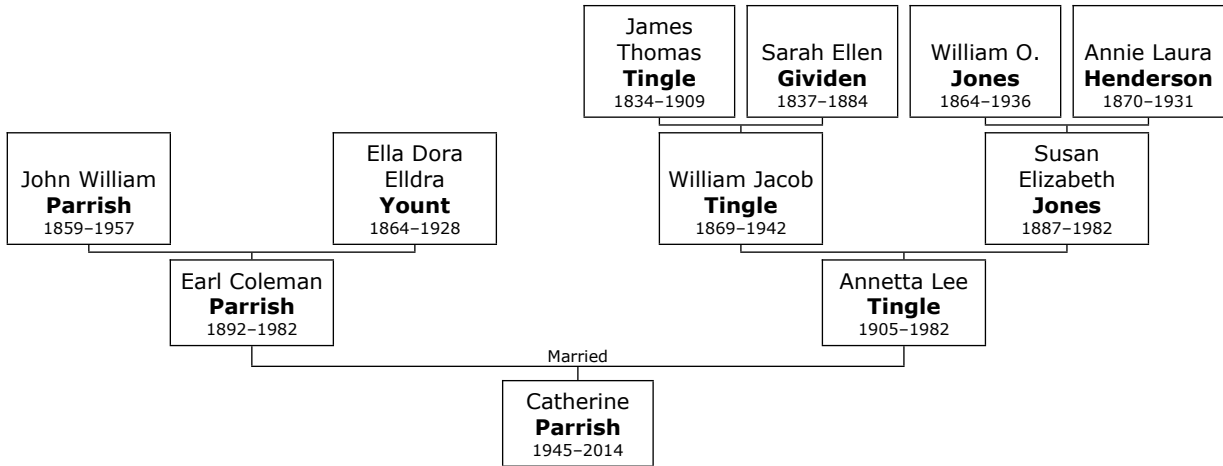 James
Thomas
Tingle
1834–1909
Sarah Ellen
Gividen
1837–1884
William O.
Jones
1864–1936
Annie Laura
Henderson
1870–1931
John William
Parrish
1859–1957
Ella Dora
Elldra
Yount
1864–1928
William Jacob
Tingle
1869–1942
Susan
Elizabeth
Jones
1887–1982
Earl Coleman
Parrish
1892–1982
Annetta Lee
Tingle
1905–1982
Married
Catherine
Parrish
1945–2014